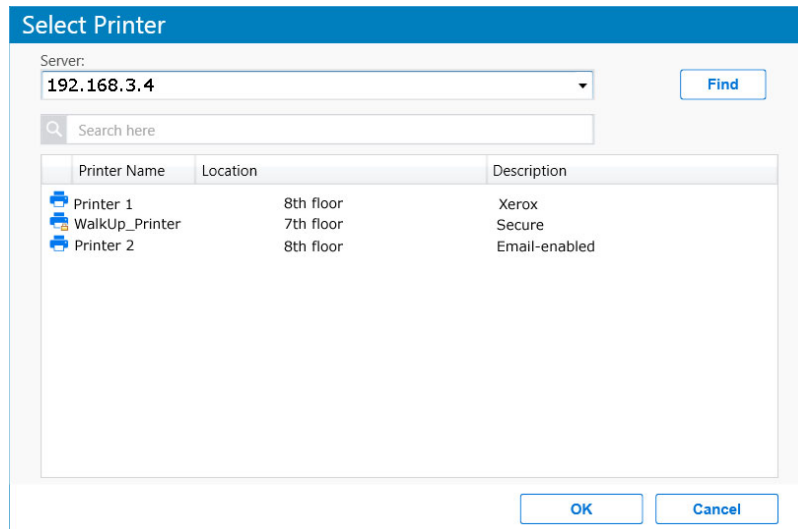 Select Printer
Server:
192.168.3.4
Find
Search here
Printer Name Location Description
Printer 1 8th floor Xerox
WalkUp_Printer 7th floor Secure
Printer 2 8th floor Email-enabled
OK Cancel